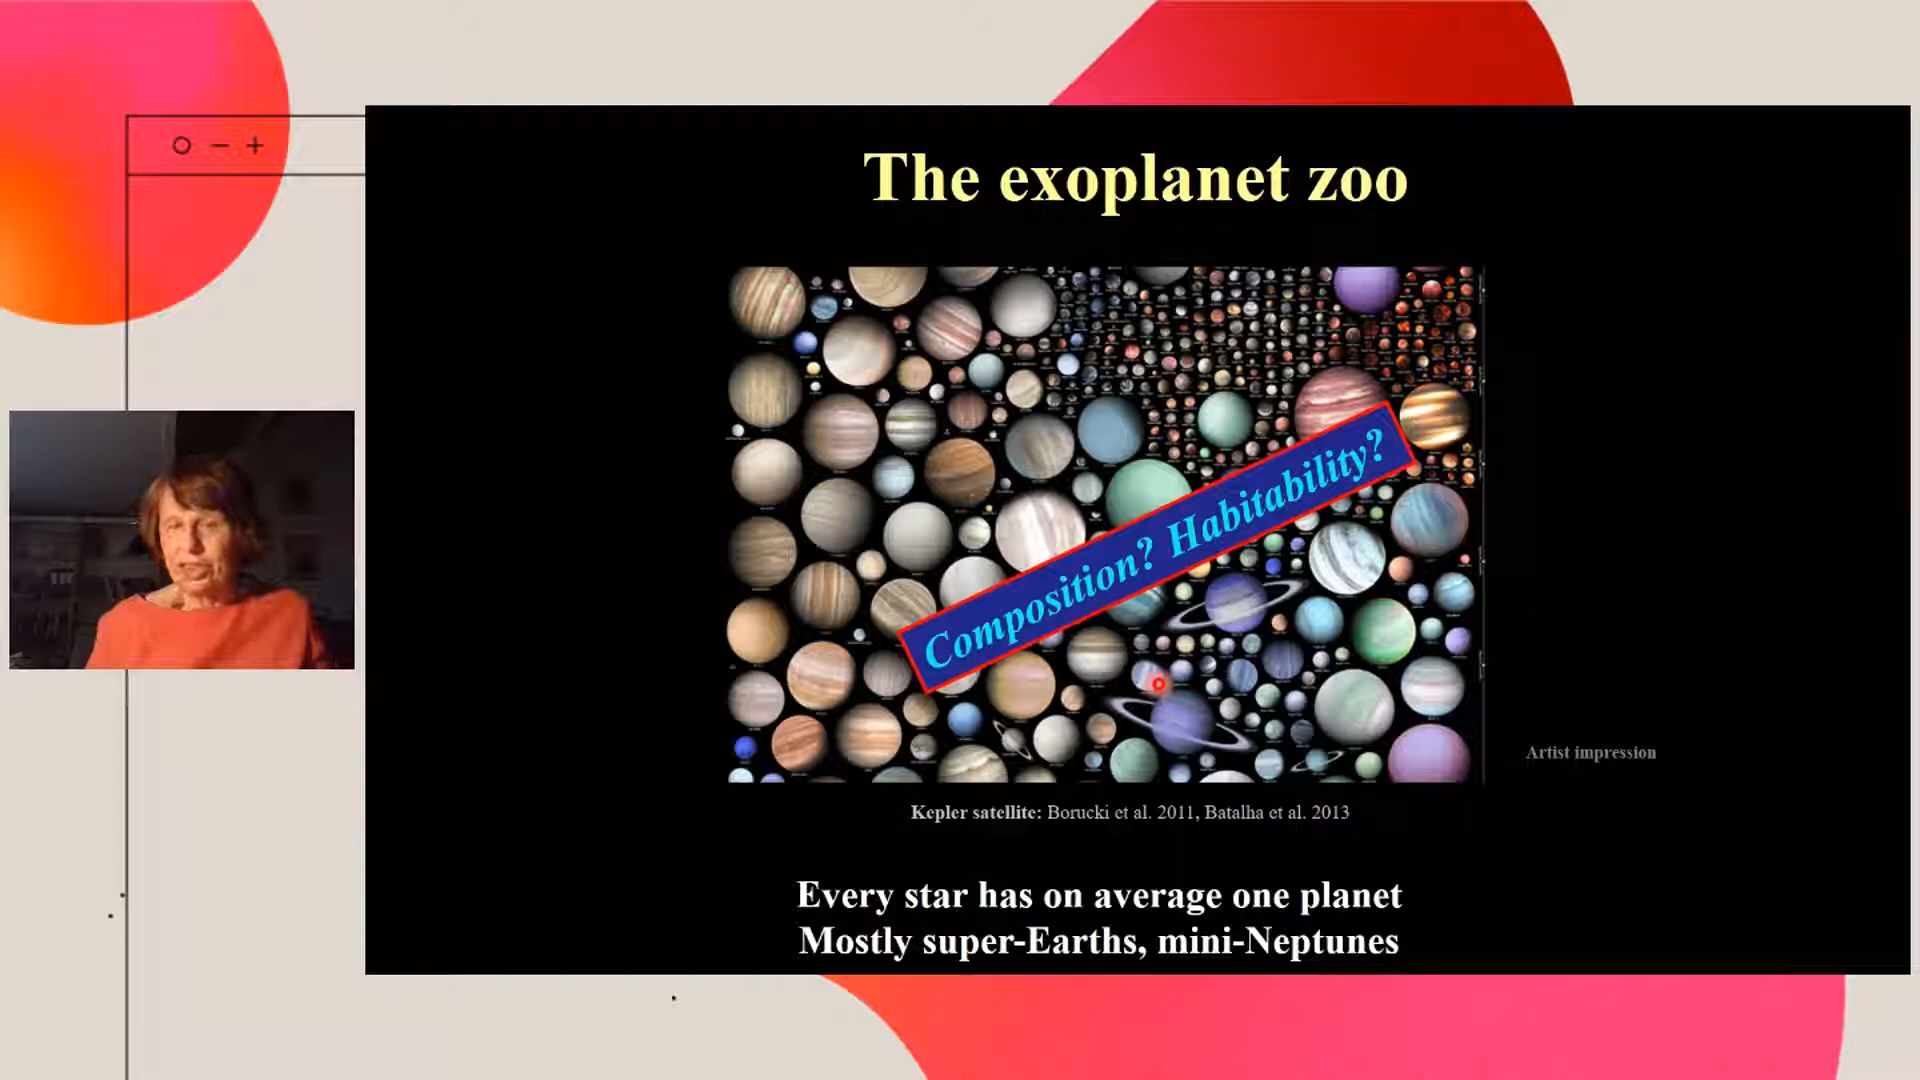 The exoplanet zoo
Composition? Habitability?
Artist impression
Kepler satellite: Borucki et al. 2011, Batalha et al. 2013
Every star has on average one planet
Mostly super-Earths, mini-Neptunes